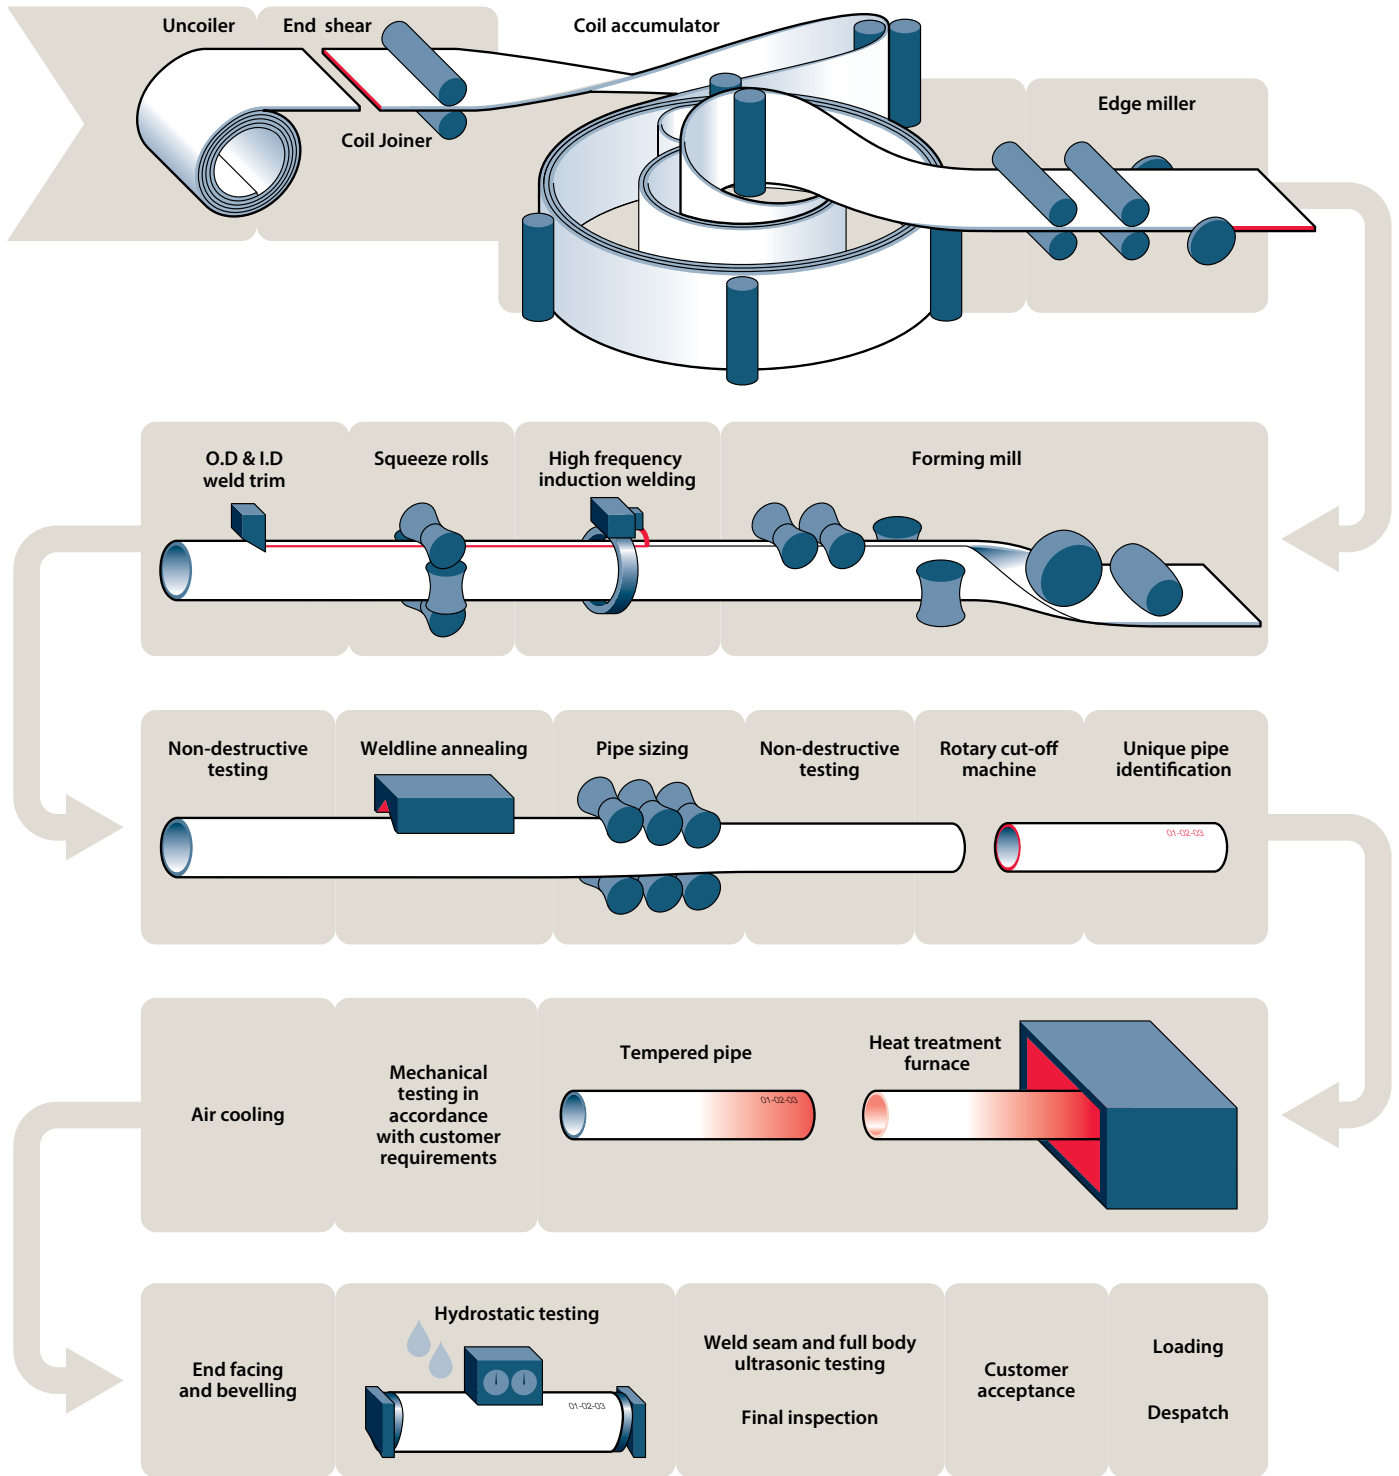 Uncoiler
End shear
Coil accumulator
Coil Joiner
Edge miller
O.D & I.D
weld trim
Squeeze rolls
High frequency
induction welding
Forming mill
Non-destructive
testing
Weldline annealing
Pipe sizing
Non-destructive
testing
Rotary cut-off
machine
Unique pipe
identification
01-02-03
Air cooling
Mechanical
testing in
accordance
with customer
requirements
Tempered pipe
01-02-03
Heat treatment
furnace
End facing
and bevelling
Hydrostatic testing
01-02-03
Weld seam and full body
ultrasonic testing
Final inspection
Customer
acceptance
Loading
Despatch